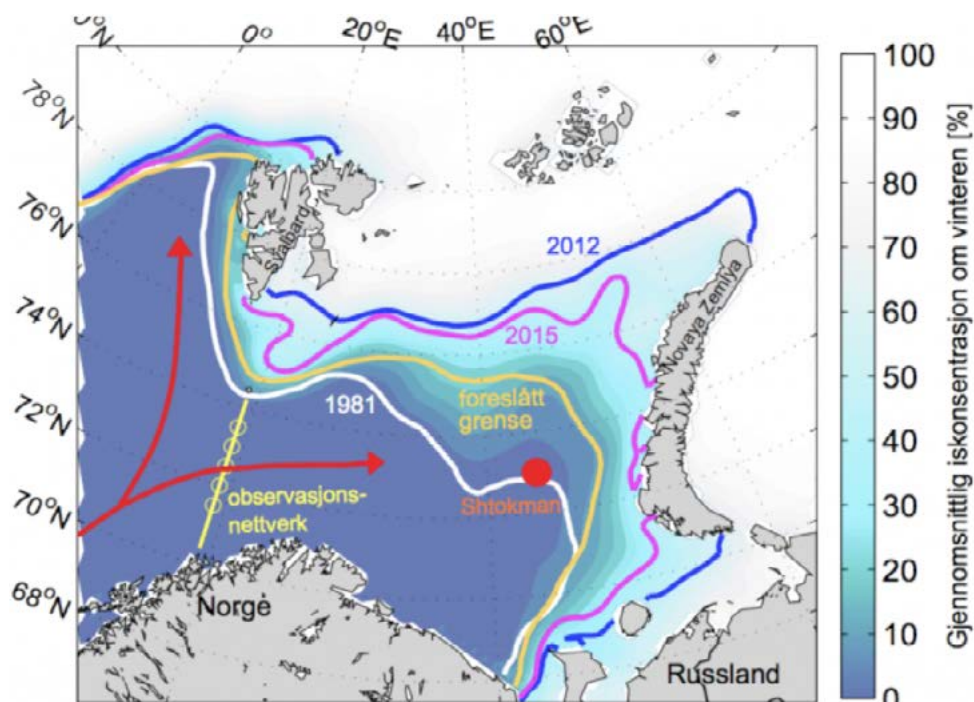 0°
20°E
40°E
60°E
78°N
76°N
74°N
72°N
70°N
68°N
Svalbard
2012
2015
Novaya Zemlya
1981
foreslått
grense
Shtokman
observasjons-
nettverk
Norge
Russland
100
90
80
70
60
50
40
30
20
10
0
Gjennomsnittlig iskonsentrasjon om vinteren [%]